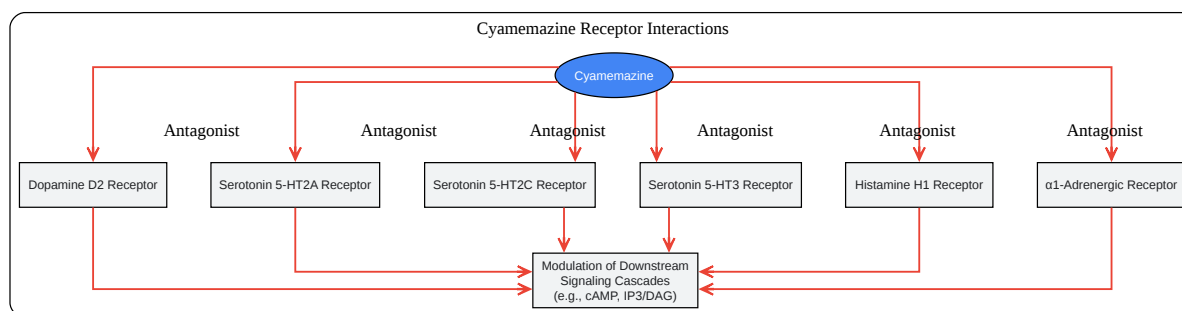 Cyamemazine Receptor Interactions
Cyamemazine
Antagonist
Antagonist
Antagonist
Antagonist
Antagonist
Antagonist
Dopamine D2 Receptor
Serotonin 5-HT2A Receptor
Serotonin 5-HT2C Receptor
Serotonin 5-HT3 Receptor
Histamine H1 Receptor
α1-Adrenergic Receptor
Modulation of Downstream
Signaling Cascades
(e.g., cAMP, IP3/DAG)